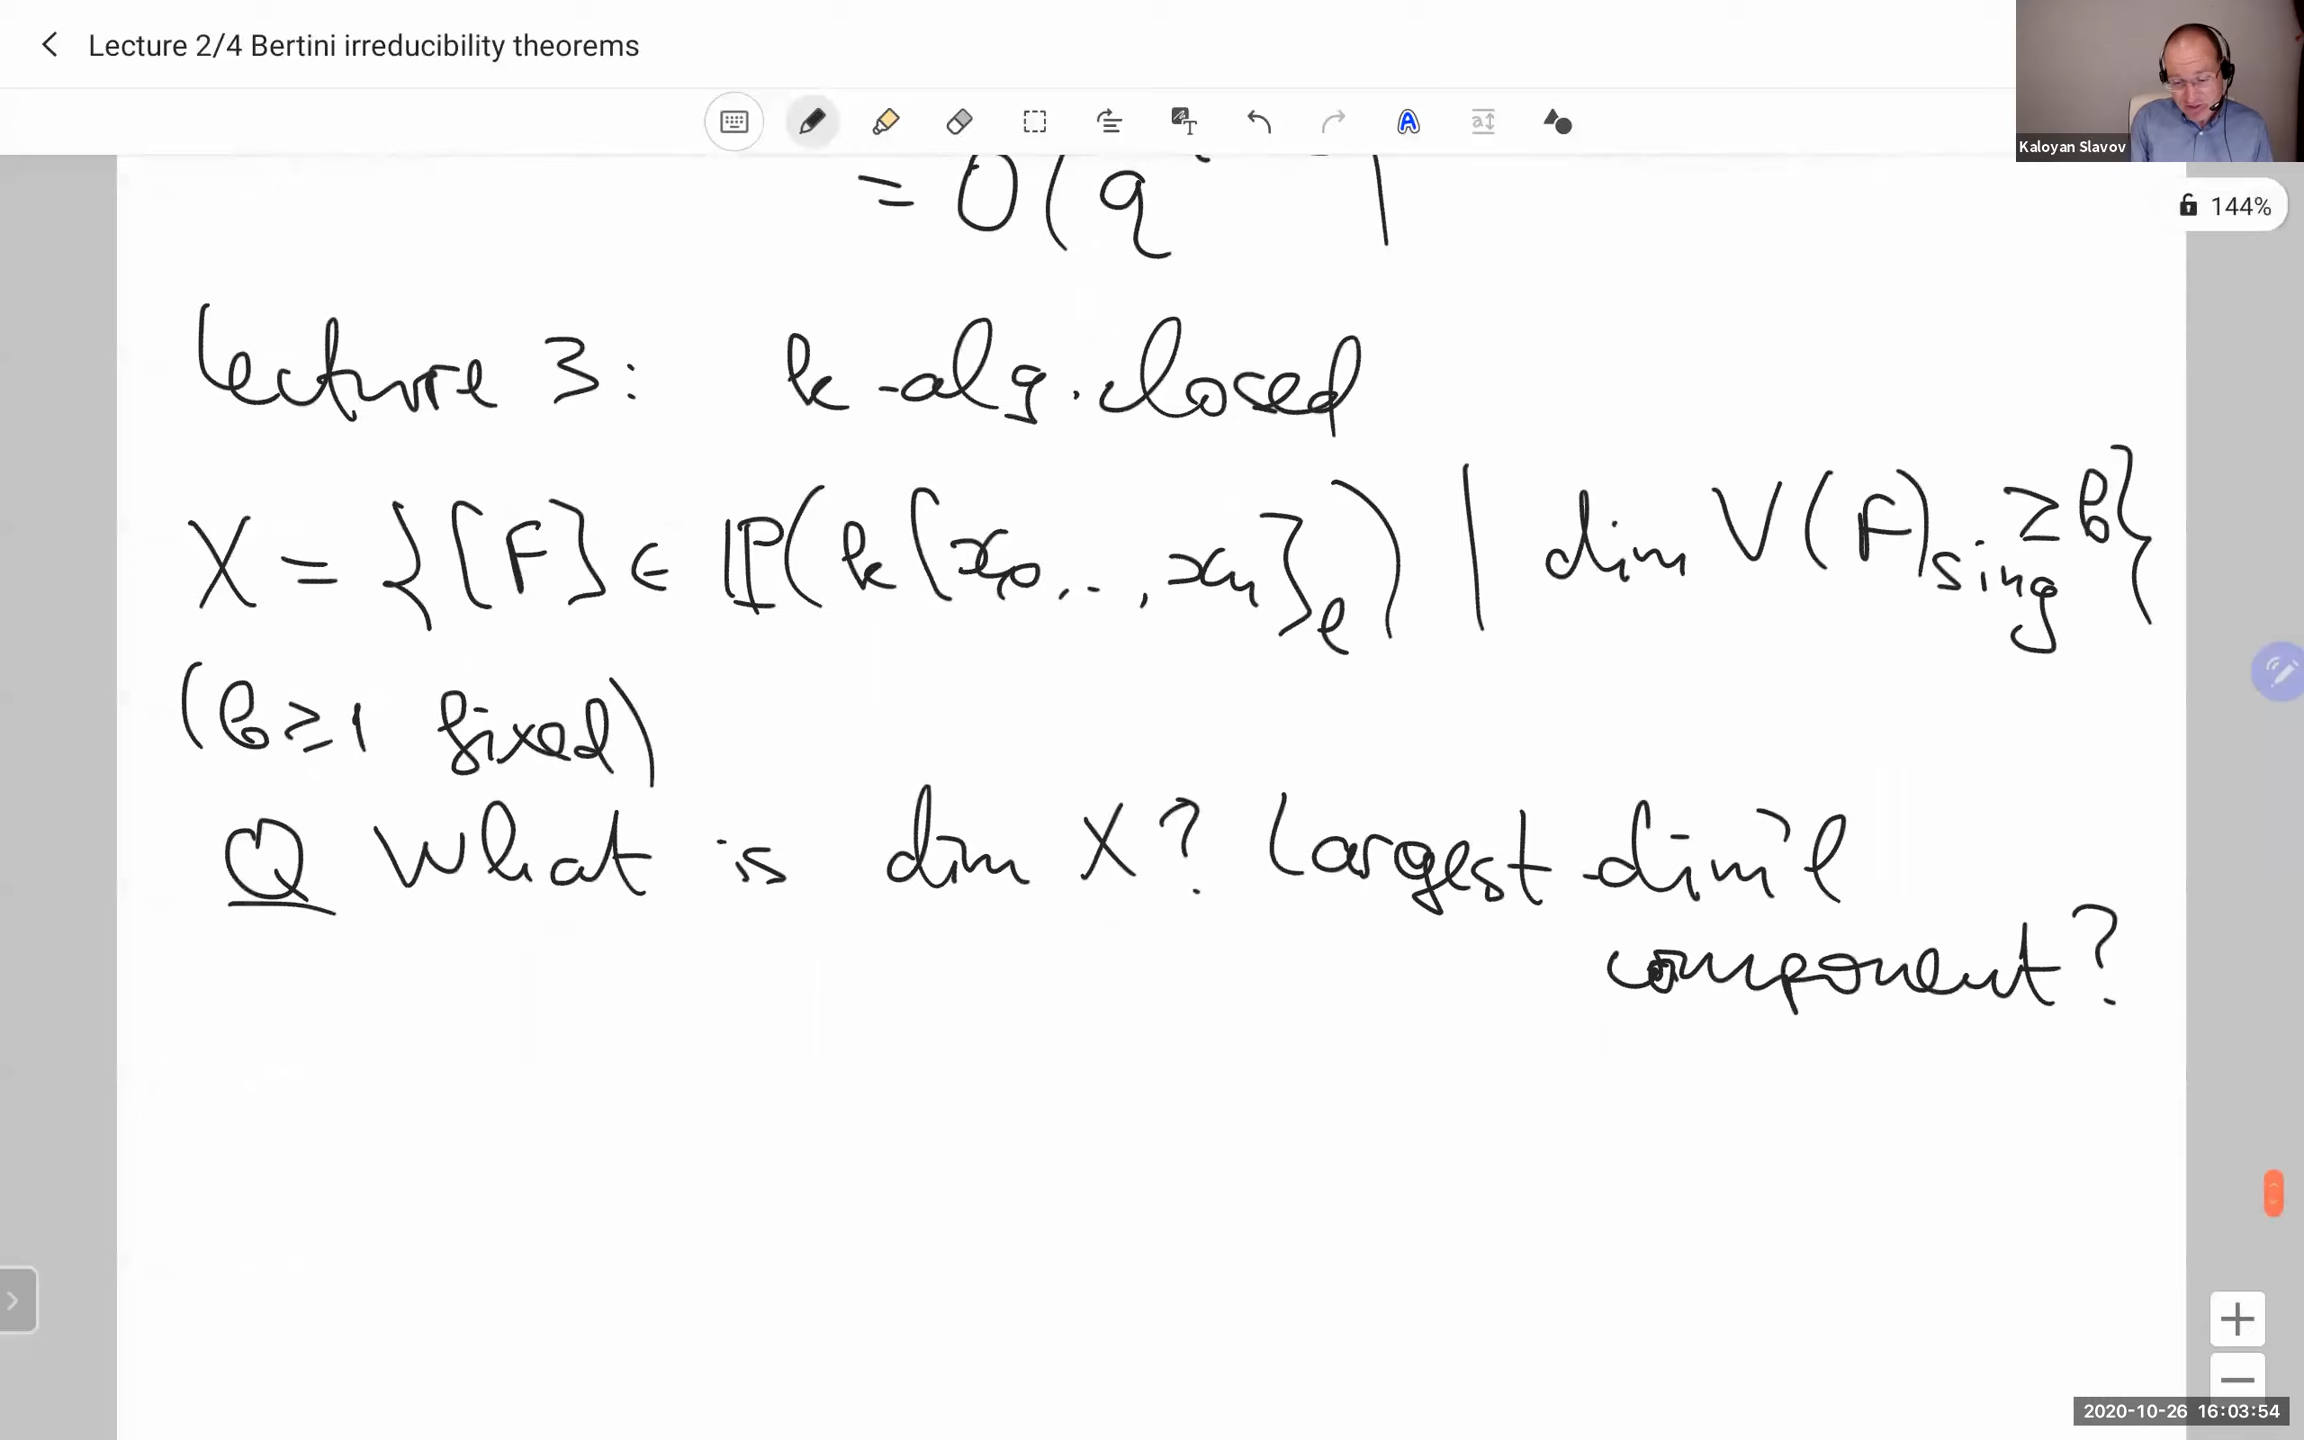 Lecture 2/4 Bertini irreducibility theorems
Kaloyan Slavov
144%
= O(q
Lecture 3: k - alg. closed
X = {[F] ∈ ℙ(k[x₀,..,xₙ]ₗ) | dim V(F)sing ≥ b}
(b ≥ 1 fixed)
Q What is dim X? Largest-dim'l
component?
2020-10-26 16:03:54